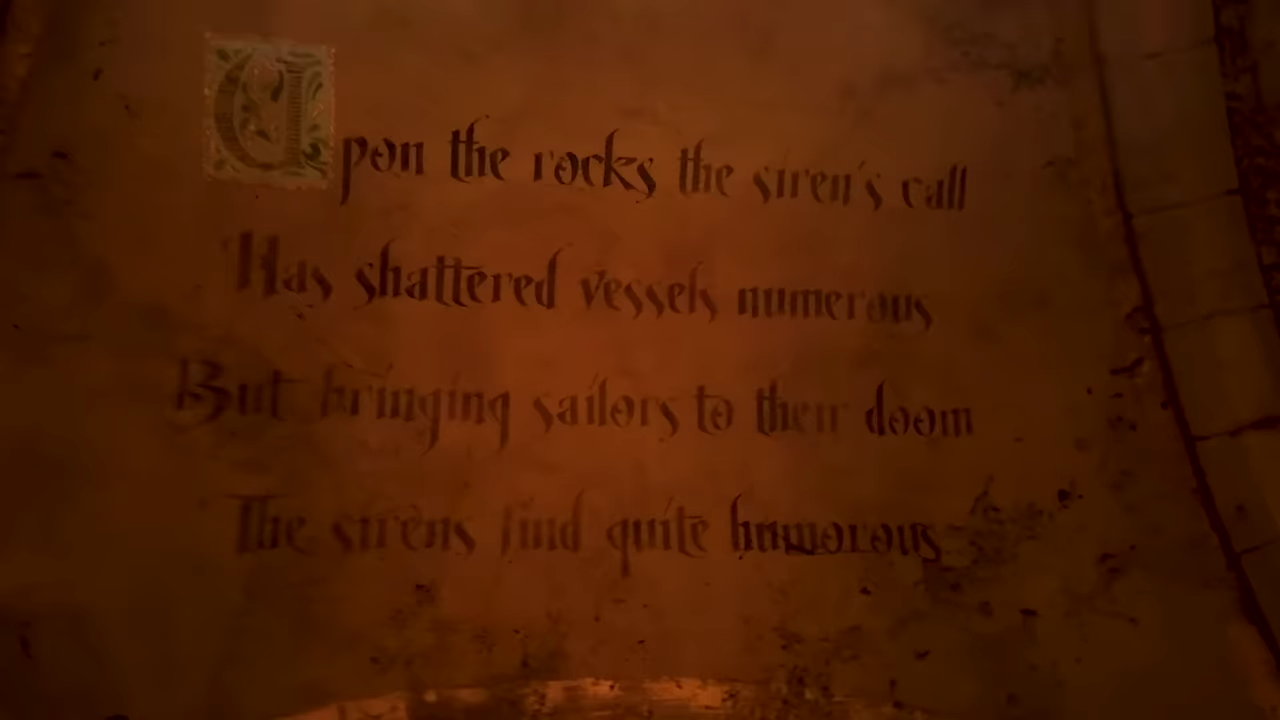 Upon the rocks the siren's call
Has shattered vessels numerous
But bringing sailors to their doom
The sirens find quite humorous